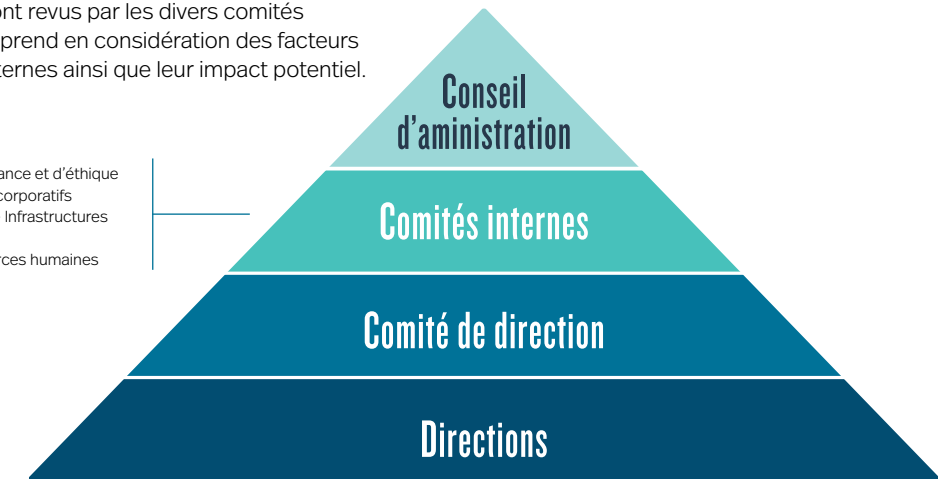 ont revus par les divers comités
prend en considération des facteurs
ternes ainsi que leur impact potentiel.
Conseil
d'aministration
ance et d'éthique
corporatifs
Infrastructures
rces humaines
Comités internes
Comité de direction
Directions